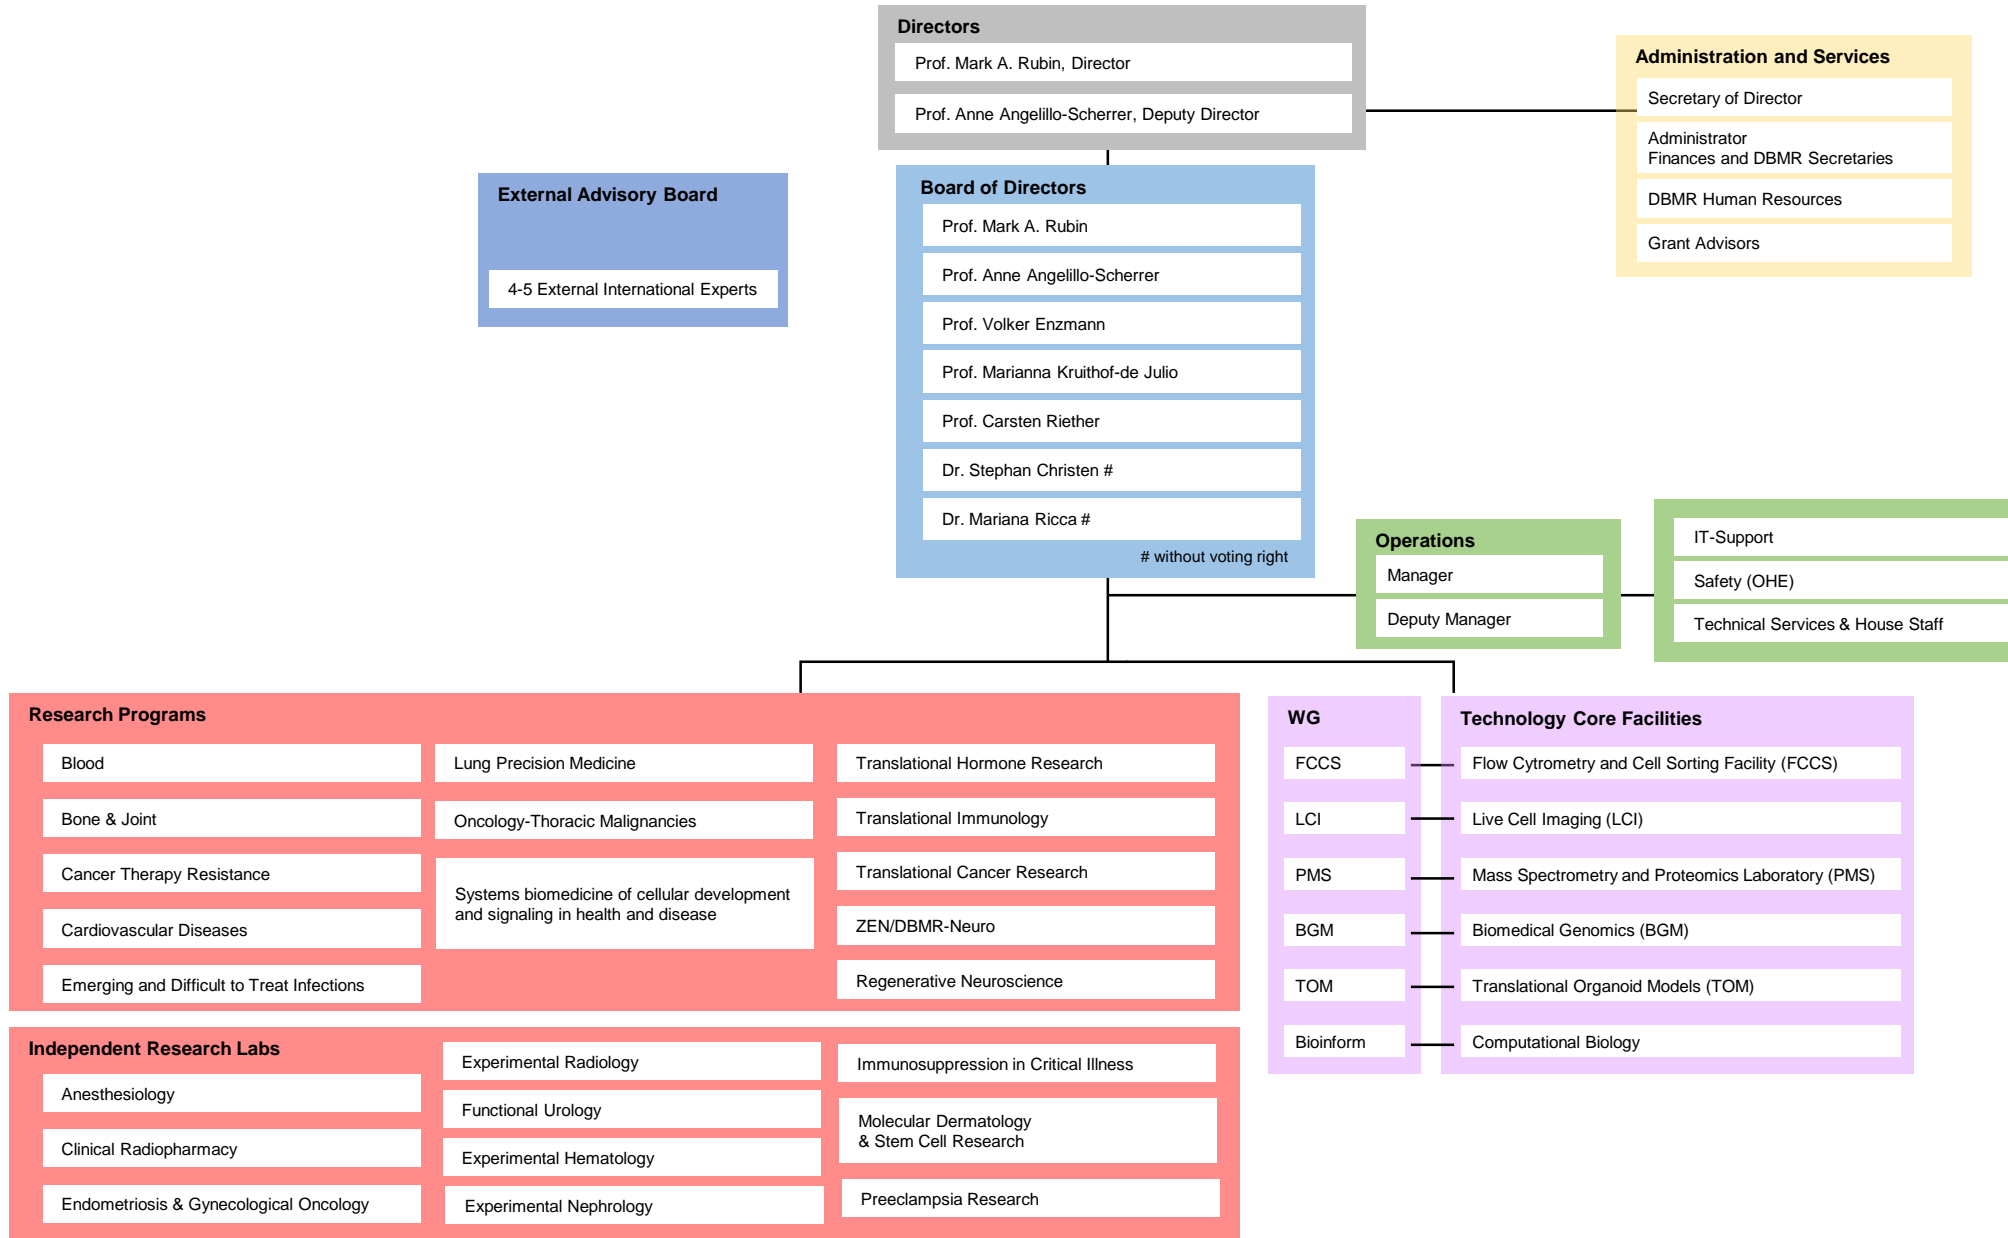 Directors
Prof. Mark A. Rubin, Director
Prof. Anne Angelillo-Scherrer, Deputy Director
Administration and Services
Secretary of Director
Administrator
Finances and DBMR Secretaries
DBMR Human Resources
Grant Advisors
External Advisory Board
4-5 External International Experts
Board of Directors
Prof. Mark A. Rubin
Prof. Anne Angelillo-Scherrer
Prof. Volker Enzmann
Prof. Marianna Kruithof-de Julio
Prof. Carsten Riether
Dr. Stephan Christen #
Dr. Mariana Ricca #
# without voting right
Operations
Manager
Deputy Manager
IT-Support
Safety (OHE)
Technical Services & House Staff
Research Programs
Blood
Bone & Joint
Cancer Therapy Resistance
Cardiovascular Diseases
Emerging and Difficult to Treat Infections
Lung Precision Medicine
Oncology-Thoracic Malignancies
Systems biomedicine of cellular development
and signaling in health and disease
Translational Hormone Research
Translational Immunology
Translational Cancer Research
ZEN/DBMR-Neuro
Regenerative Neuroscience
WG
FCCS
LCI
PMS
BGM
TOM
Bioinform
Technology Core Facilities
Flow Cytrometry and Cell Sorting Facility (FCCS)
Live Cell Imaging (LCI)
Mass Spectrometry and Proteomics Laboratory (PMS)
Biomedical Genomics (BGM)
Translational Organoid Models (TOM)
Computational Biology
Independent Research Labs
Anesthesiology
Clinical Radiopharmacy
Endometriosis & Gynecological Oncology
Experimental Radiology
Functional Urology
Experimental Hematology
Experimental Nephrology
Immunosuppression in Critical Illness
Molecular Dermatology
& Stem Cell Research
Preeclampsia Research